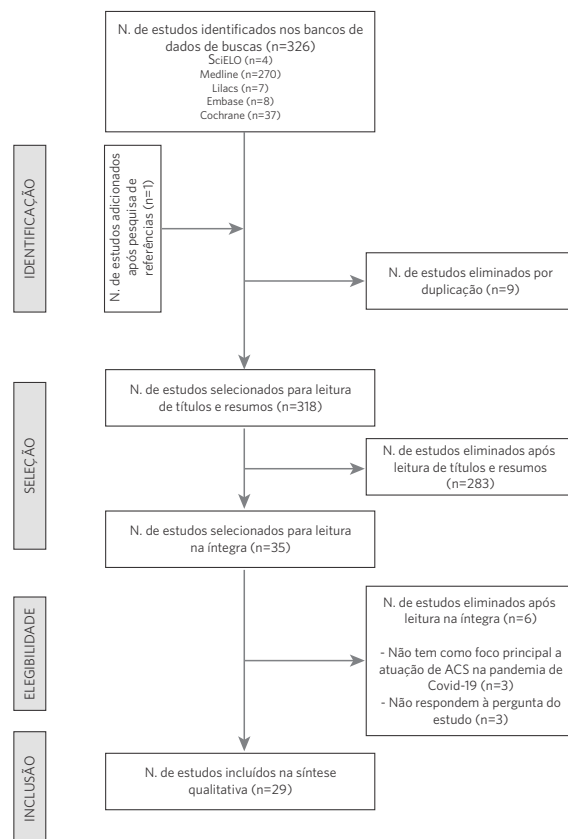 N. de estudos identificados nos bancos de
dados de buscas (n=326)
SciELO (n=4)
Medline (n=270)
Lilacs (n=7)
Embase (n=8)
Cochrane (n=37)
IDENTIFICAÇÃO
N. de estudos adicionados
após pesquisa de
referências (n=1)
N. de estudos eliminados por
duplicação (n=9)
SELEÇÃO
N. de estudos selecionados para leitura
de títulos e resumos (n=318)
N. de estudos eliminados após
leitura de títulos e resumos
(n=283)
N. de estudos selecionados para leitura
na íntegra (n=35)
ELEGIBILIDADE
N. de estudos eliminados após
leitura na íntegra (n=6)
- Não tem como foco principal a
atuação de ACS na pandemia de
Covid-19 (n=3)
- Não respondem à pergunta do
estudo (n=3)
INCLUSÃO
N. de estudos incluídos na síntese
qualitativa (n=29)